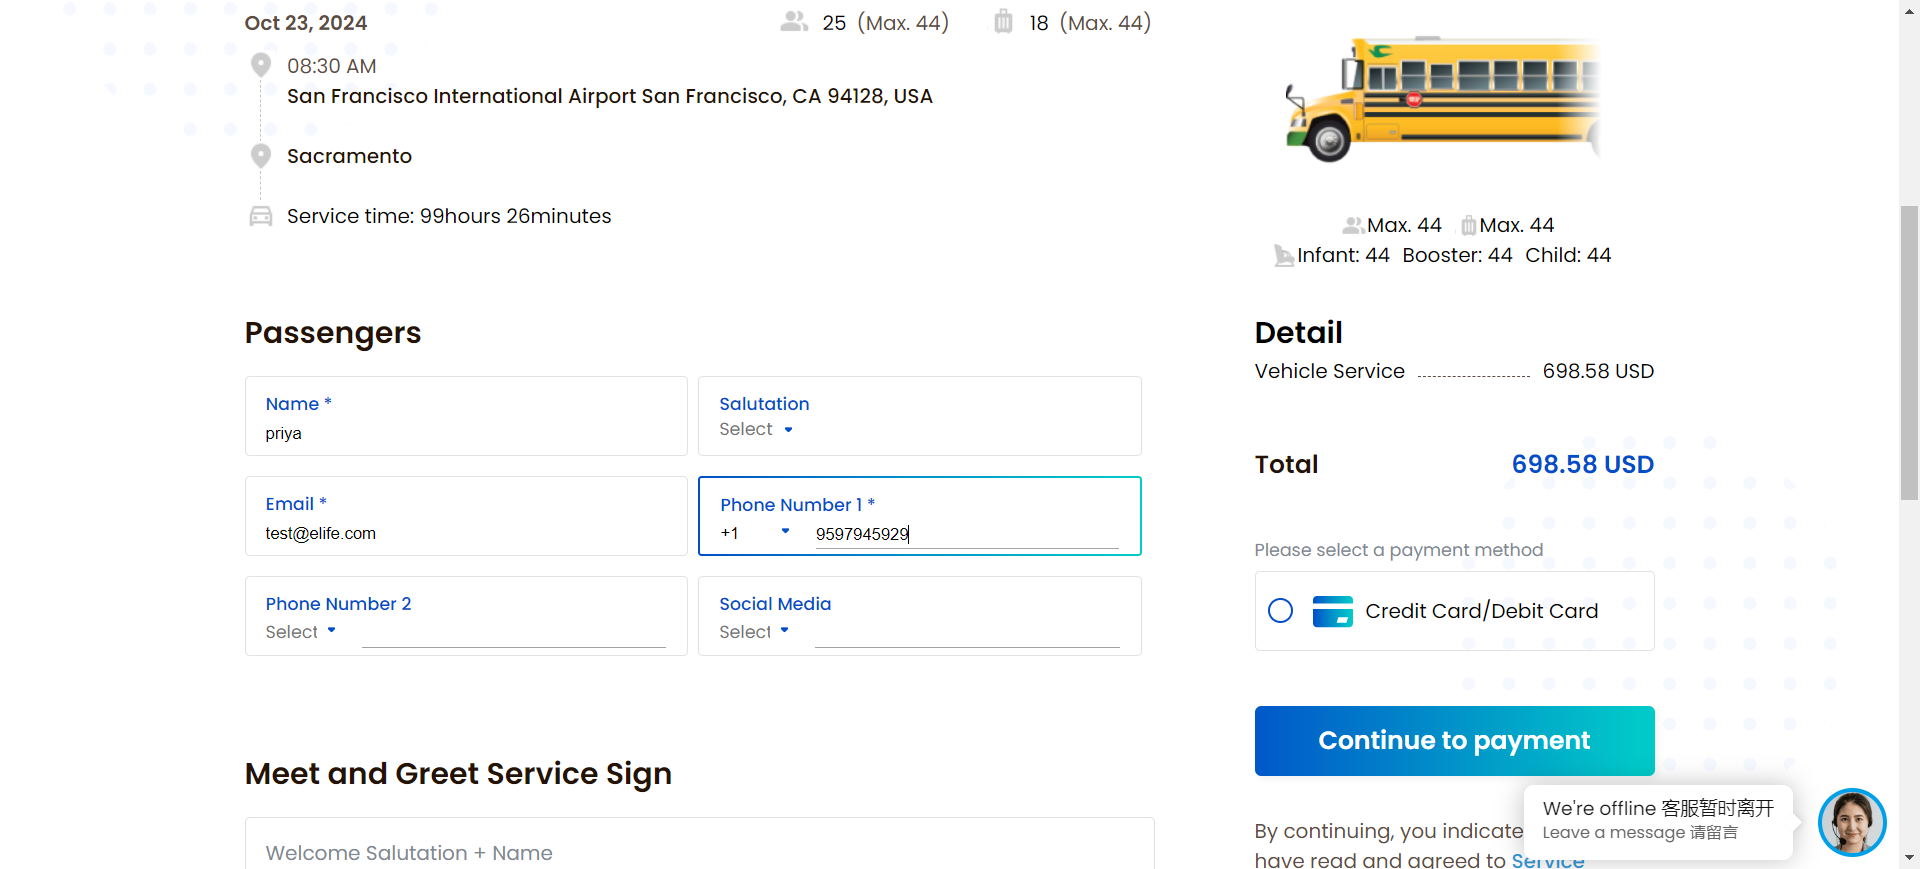 Oct 23, 2024
25 (Max. 44)
18 (Max. 44)
08:30 AM
San Francisco International Airport San Francisco, CA 94128, USA
Sacramento
Service time: 99hours 26minutes
Max. 44 Max. 44
Infant: 44 Booster: 44 Child: 44
Passengers
Name *
priya
Salutation
Select
Email *
test@elife.com
Phone Number 1 *
+1 9597945929
Phone Number 2
Select
Social Media
Select
Meet and Greet Service Sign
Welcome Salutation + Name
Detail
Vehicle Service 698.58 USD
Total 698.58 USD
Please select a payment method
Credit Card/Debit Card
Continue to payment
By continuing, you indicate
have read and agreed to Service
We're offline 客服暂时离开
Leave a message 请留言